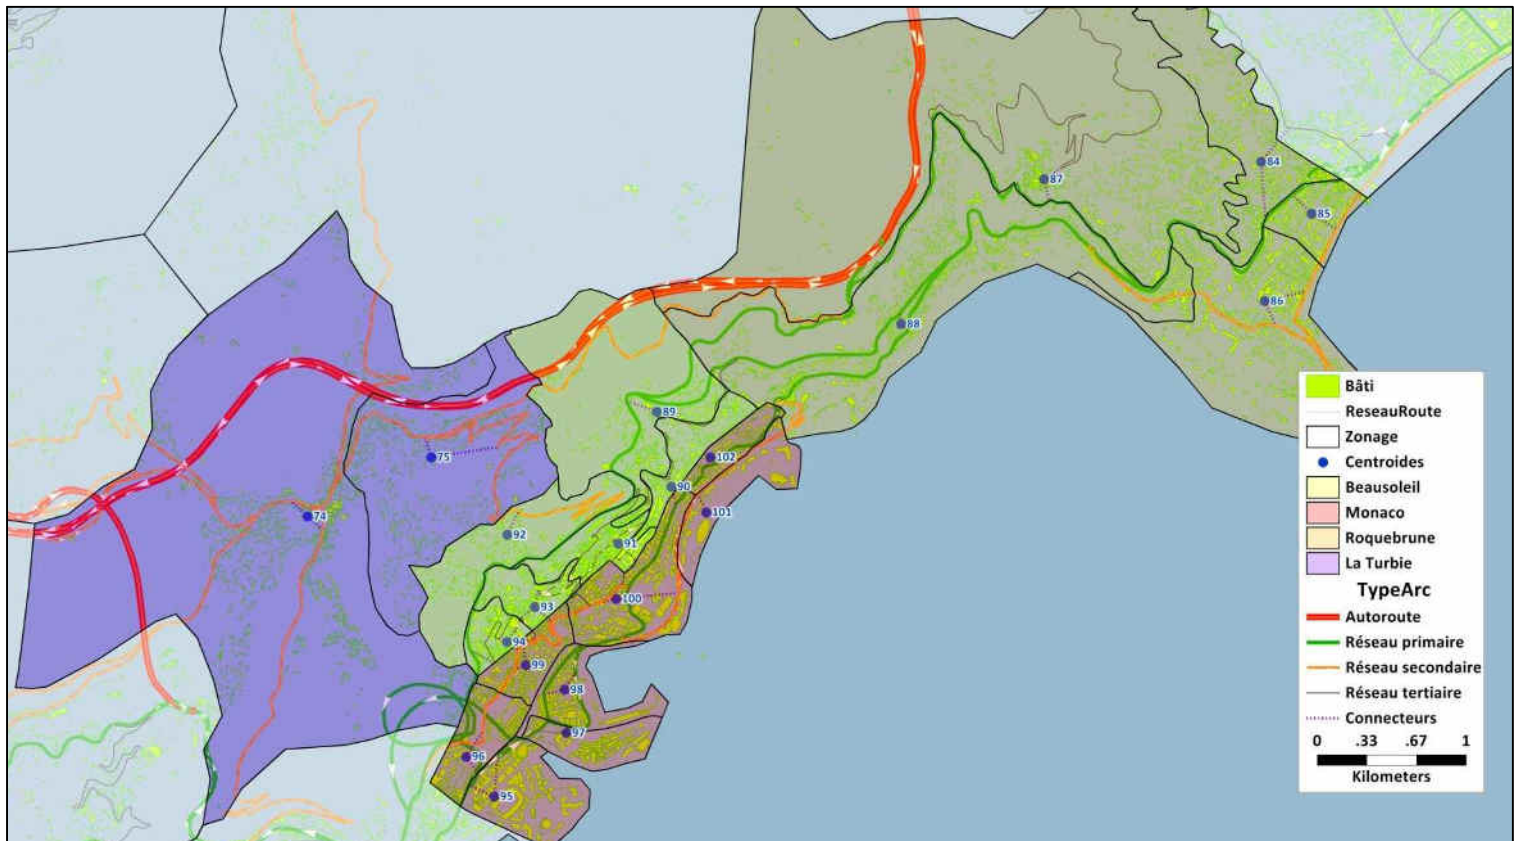 84
87
85
86
88
89
102
75
90
101
74
92
91
100
93
94
99
98
97
96
95
Bâti
ReseauRoute
Zonage
Centroides
Beausoleil
Monaco
Roquebrune
La Turbie
TypeArc
Autoroute
Réseau primaire
Réseau secondaire
Réseau tertiaire
Connecteurs
0 .33 .67 1
Kilometers